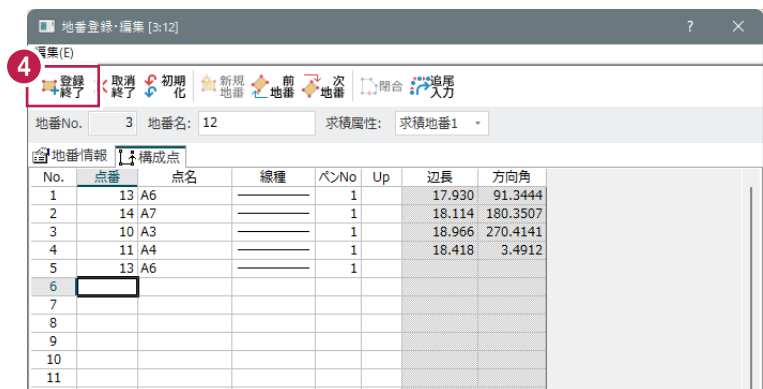 地番登録・編集 [3:12]
? ×
集(E)
4
登録終了 取消終了 初期化 新規地番 前地番 次地番 閉合 追尾入力
地番No. 3 地番名: 12 求積属性: 求積地番1
地番情報 構成点
No. 点番 点名 線種 ペンNo Up 辺長 方向角
1 13 A6 1 17.930 91.3444
2 14 A7 1 18.114 180.3507
3 10 A3 1 18.966 270.4141
4 11 A4 1 18.418 3.4912
5 13 A6 1
6
7
8
9
10
11